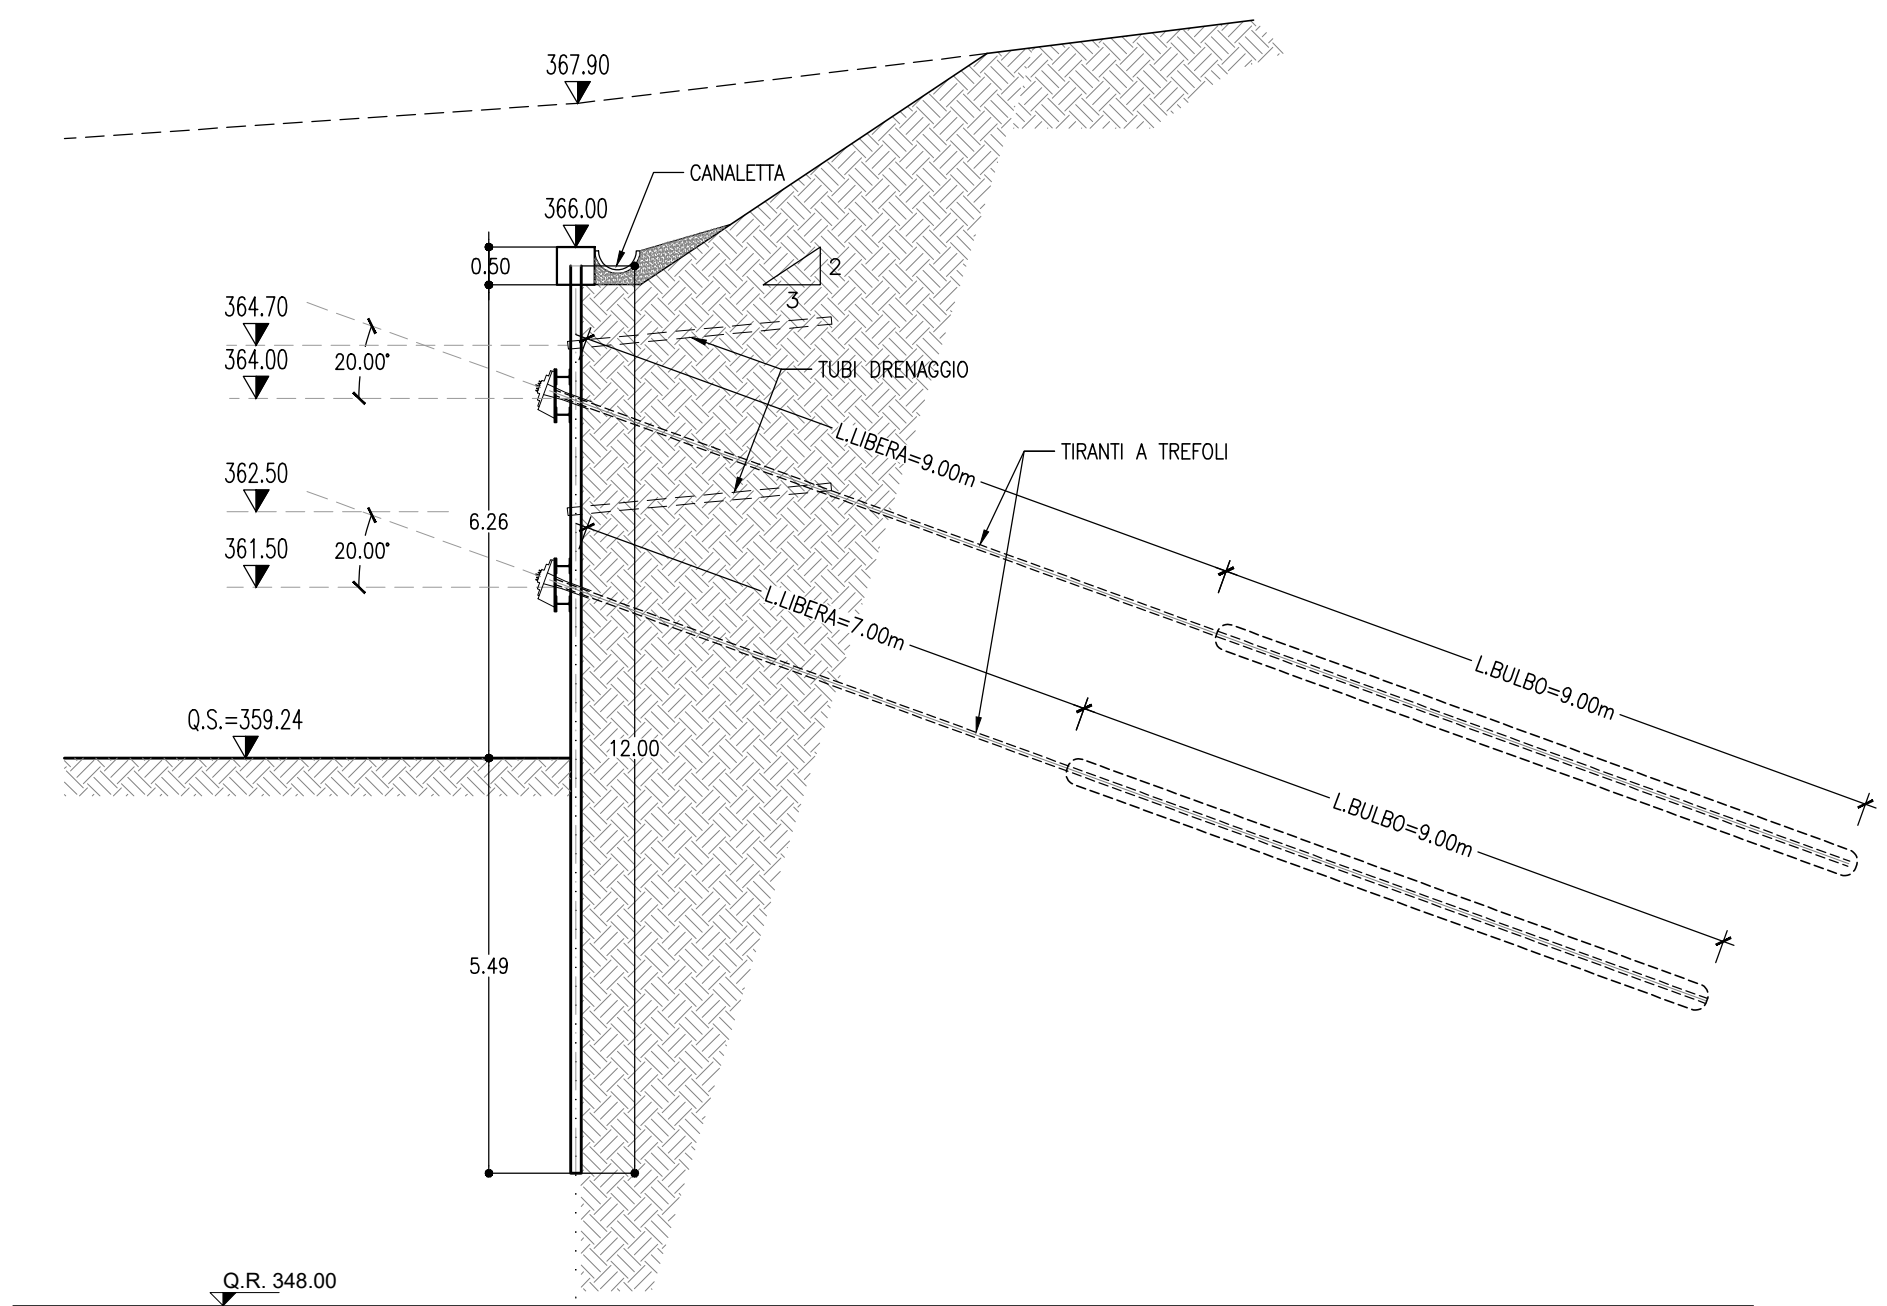 367.90
CANALETTA
366.00
0.50
2
3
364.70
364.00
20.00°
TUBI DRENAGGIO
L.LIBERA=9.00m
TIRANTI A TREFOLI
362.50
361.50
20.00°
6.26
L.LIBERA=7.00m
L.BULBO=9.00m
Q.S.=359.24
12.00
L.BULBO=9.00m
5.49
Q.R. 348.00